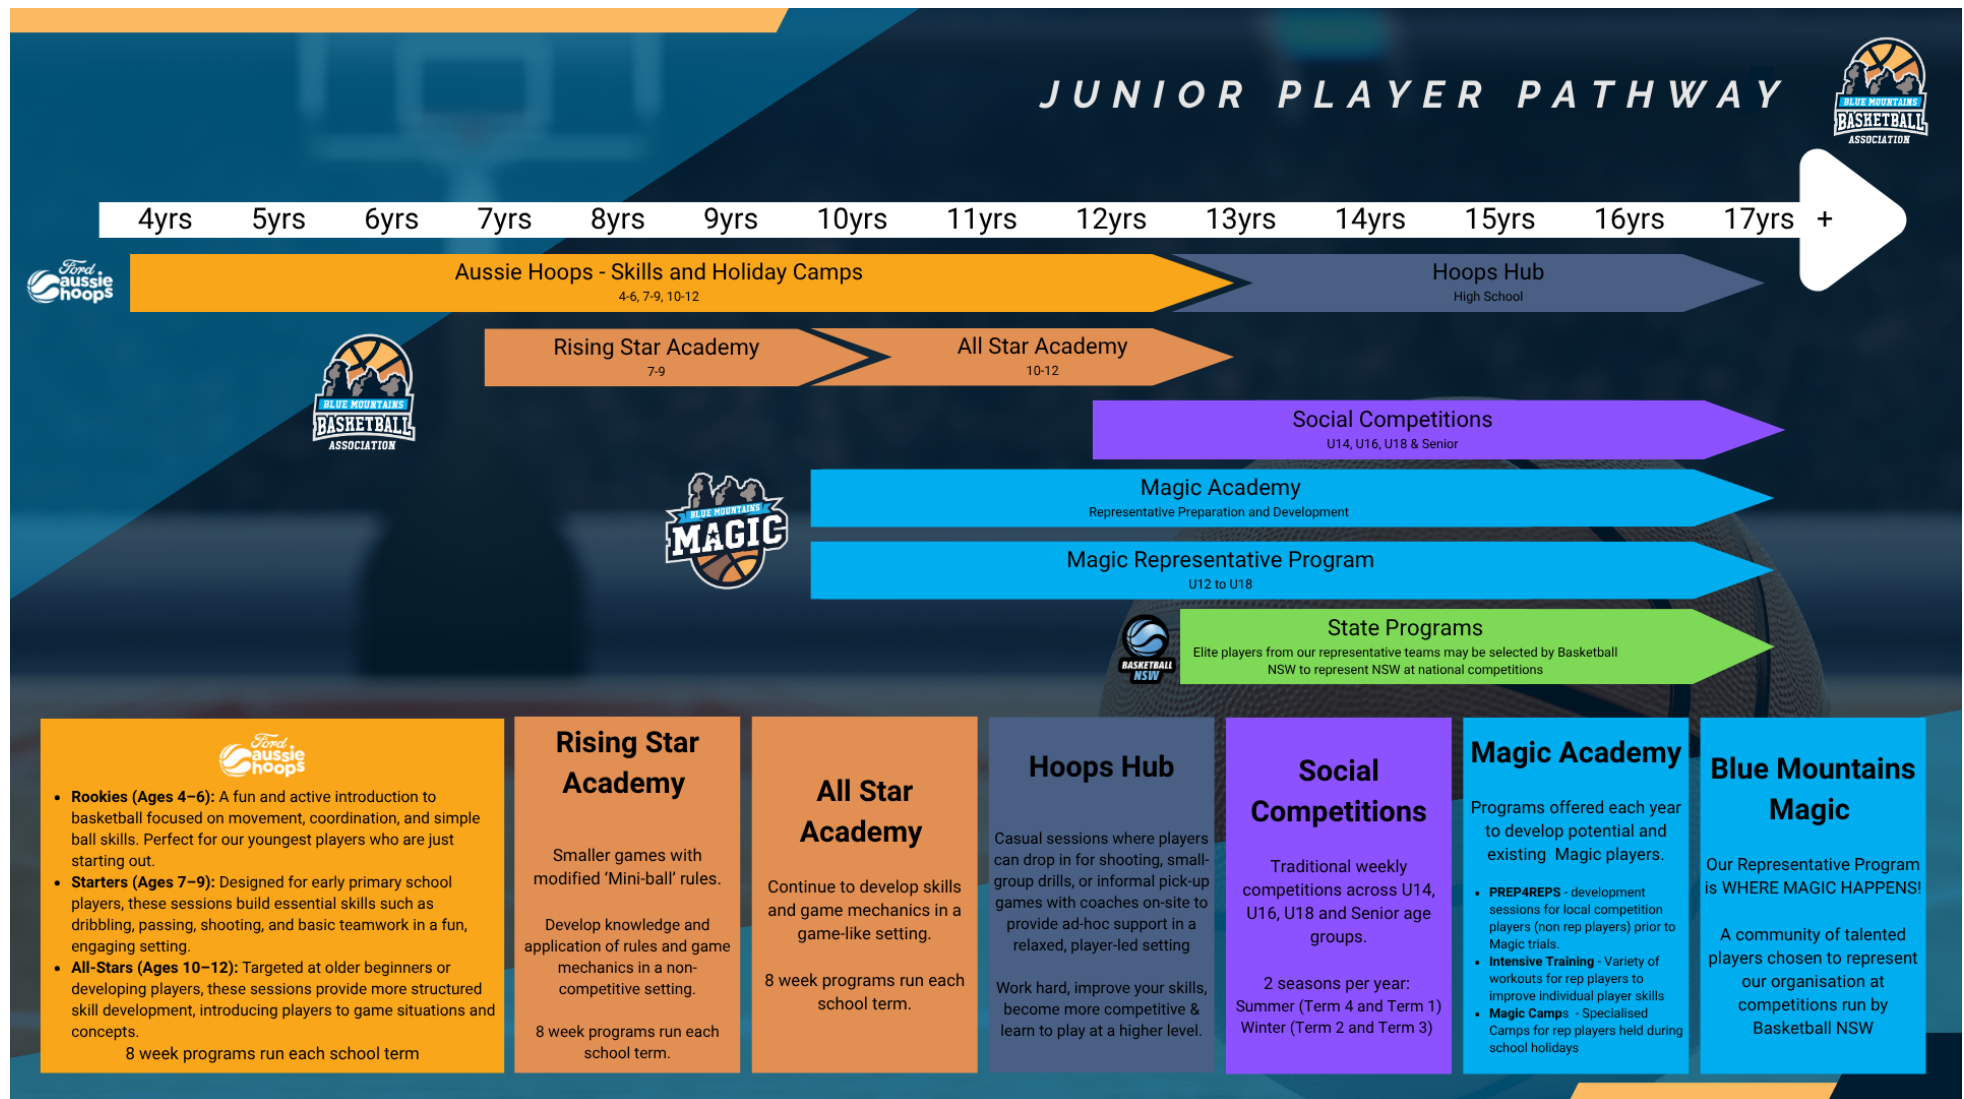 JUNIOR PLAYER PATHWAY
BLUE MOUNTAINS
BASKETBALL
ASSOCIATION
4yrs 5yrs 6yrs 7yrs 8yrs 9yrs 10yrs 11yrs 12yrs 13yrs 14yrs 15yrs 16yrs 17yrs +
Ford
aussie
hoops
Aussie Hoops - Skills and Holiday Camps
4-6, 7-9, 10-12
Hoops Hub
High School
BLUE MOUNTAINS
BASKETBALL
ASSOCIATION
Rising Star Academy
7-9
All Star Academy
10-12
Social Competitions
U14, U16, U18 & Senior
BLUE MOUNTAINS
MAGIC
Magic Academy
Representative Preparation and Development
Magic Representative Program
U12 to U18
BASKETBALL
NSW
State Programs
Elite players from our representative teams may be selected by Basketball
NSW to represent NSW at national competitions
Ford
aussie
hoops
• Rookies (Ages 4–6): A fun and active introduction to
basketball focused on movement, coordination, and simple
ball skills. Perfect for our youngest players who are just
starting out.
• Starters (Ages 7–9): Designed for early primary school
players, these sessions build essential skills such as
dribbling, passing, shooting, and basic teamwork in a fun,
engaging setting.
• All-Stars (Ages 10–12): Targeted at older beginners or
developing players, these sessions provide more structured
skill development, introducing players to game situations and
concepts.
8 week programs run each school term
Rising Star
Academy
Smaller games with
modified ‘Mini-ball’ rules.
Develop knowledge and
application of rules and game
mechanics in a non-
competitive setting.
8 week programs run each
school term.
All Star
Academy
Continue to develop skills
and game mechanics in a
game-like setting.
8 week programs run each
school term.
Hoops Hub
Casual sessions where players
can drop in for shooting, small-
group drills, or informal pick-up
games with coaches on-site to
provide ad-hoc support in a
relaxed, player-led setting
Work hard, improve your skills,
become more competitive &
learn to play at a higher level.
Social
Competitions
Traditional weekly
competitions across U14,
U16, U18 and Senior age
groups.
2 seasons per year:
Summer (Term 4 and Term 1)
Winter (Term 2 and Term 3)
Magic Academy
Programs offered each year
to develop potential and
existing Magic players.
• PREP4REPS - development
sessions for local competition
players (non rep players) prior to
Magic trials.
• Intensive Training - Variety of
workouts for rep players to
improve individual player skills
• Magic Camps - Specialised
Camps for rep players held during
school holidays
Blue Mountains
Magic
Our Representative Program
is WHERE MAGIC HAPPENS!
A community of talented
players chosen to represent
our organisation at
competitions run by
Basketball NSW